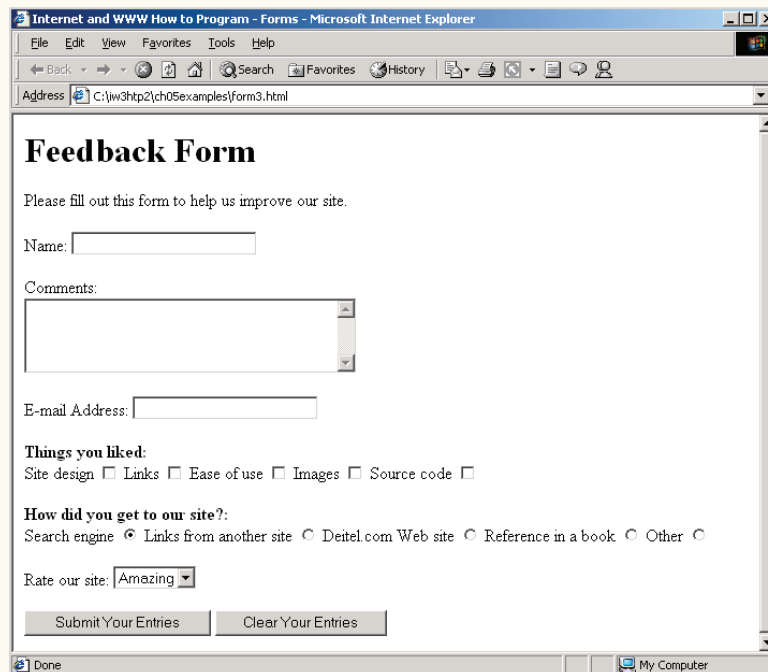 Internet and WWW How to Program - Forms - Microsoft Internet Explorer
File Edit View Favorites Tools Help
Back Search Favorites History
Address C:\iw3htp2\ch05examples\form3.html
Feedback Form
Please fill out this form to help us improve our site.
Name:
Comments:
E-mail Address:
Things you liked:
Site design Links Ease of use Images Source code
How did you get to our site?:
Search engine Links from another site Deitel.com Web site Reference in a book Other
Rate our site: Amazing
Submit Your Entries Clear Your Entries
Done My Computer